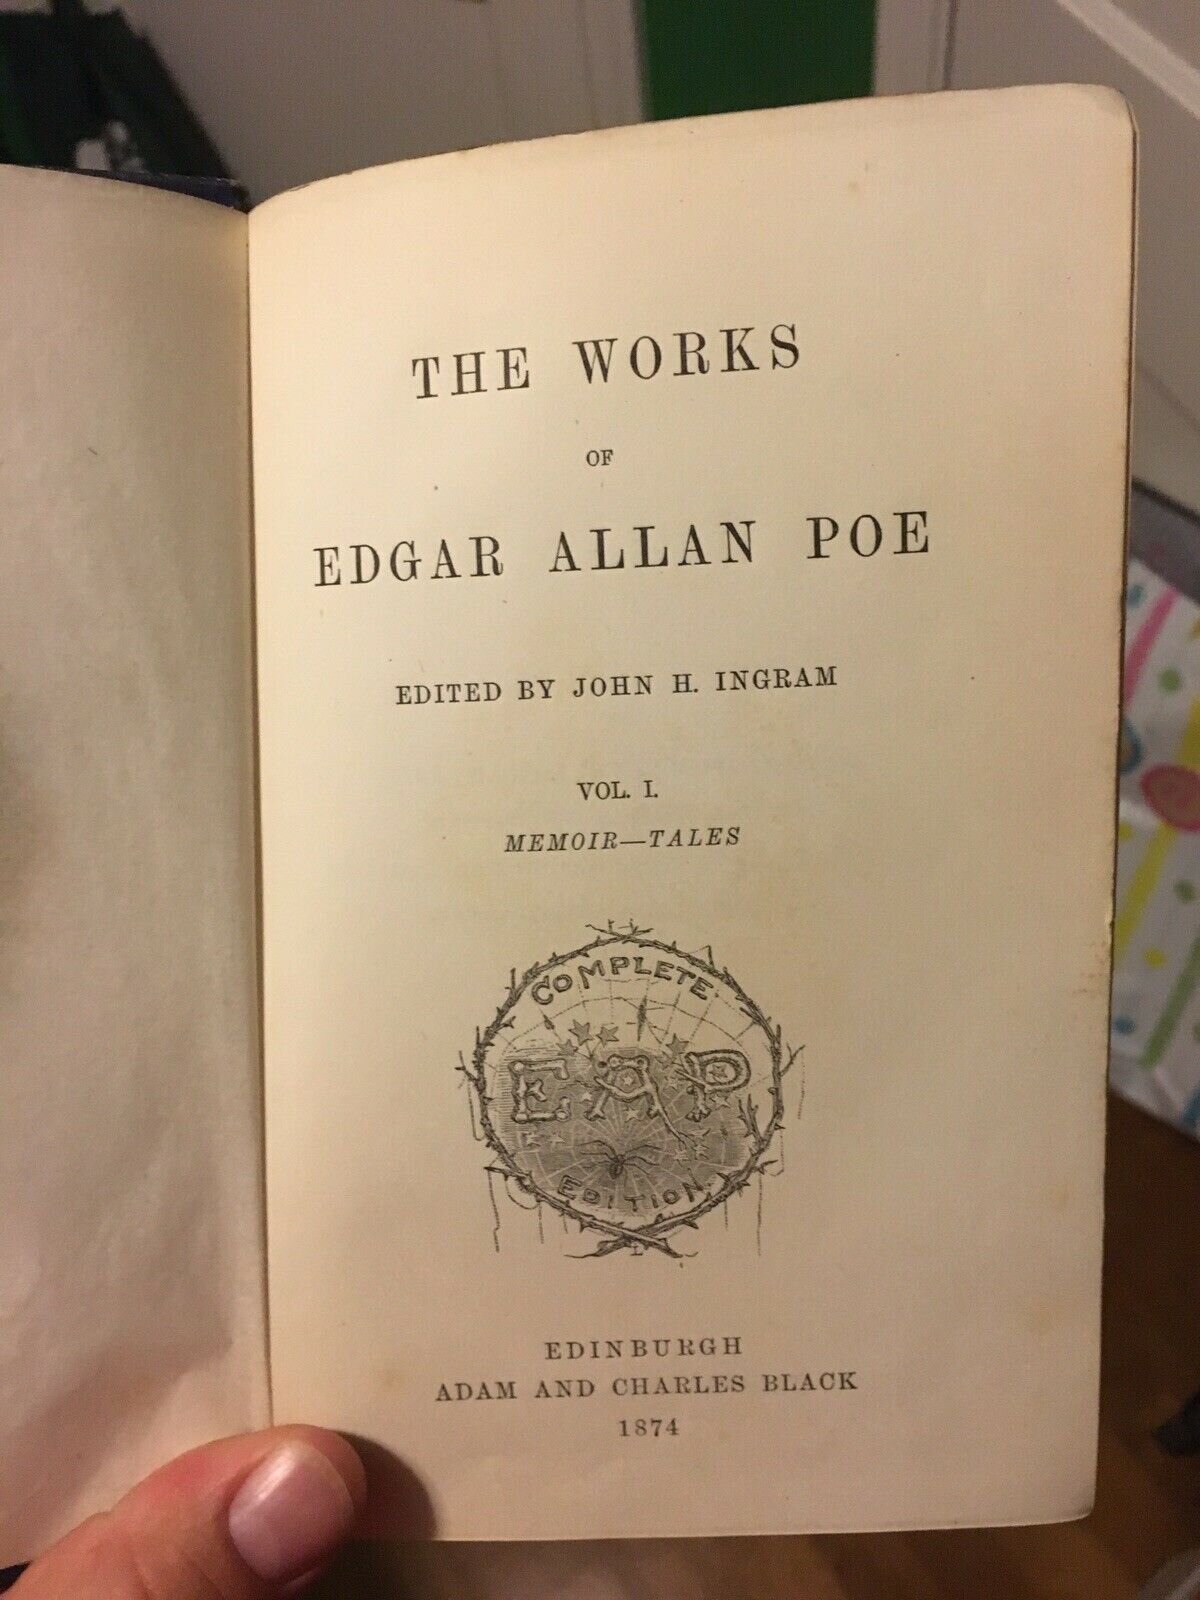 THE WORKS
OF
EDGAR ALLAN POE
EDITED BY JOHN H. INGRAM
VOL. I.
MEMOIR—TALES
COMPLETE
EAP
EDITION
L
EDINBURGH
ADAM AND CHARLES BLACK
1874